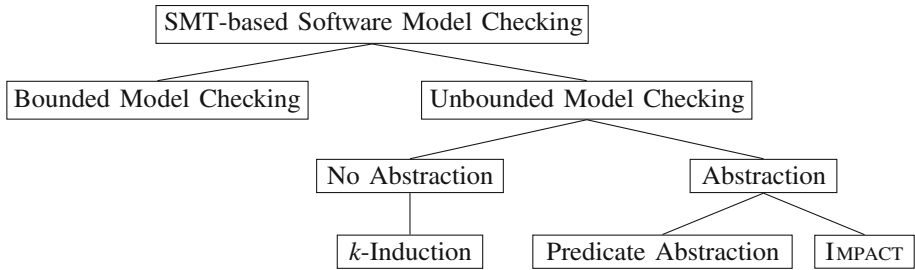 SMT-based Software Model Checking
Bounded Model Checking
Unbounded Model Checking
No Abstraction
Abstraction
k-Induction
Predicate Abstraction
IMPACT